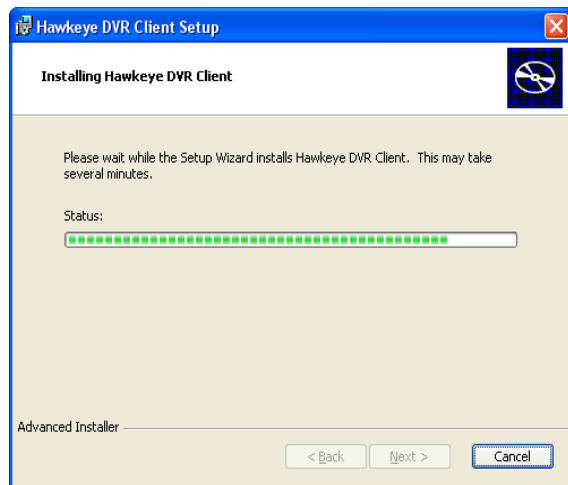 Hawkeye DVR Client Setup
Installing Hawkeye DVR Client
Please wait while the Setup Wizard installs Hawkeye DVR Client. This may take
several minutes.
Status:
Advanced Installer
< Back
Next >
Cancel